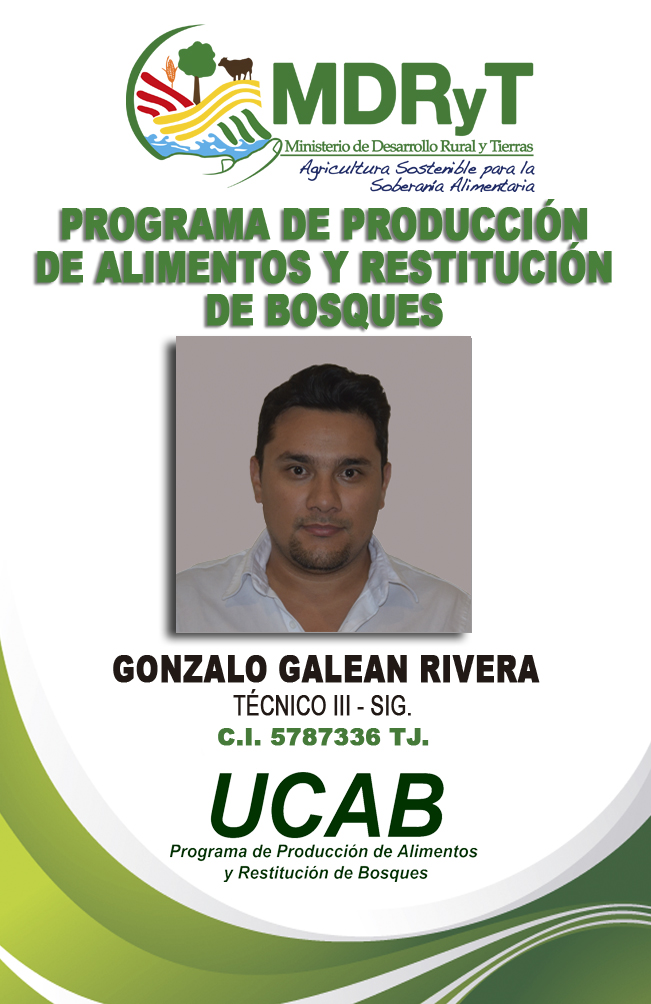 MDRyT
Ministerio de Desarrollo Rural y Tierras
Agricultura Sostenible para la
Soberanía Alimentaria
PROGRAMA DE PRODUCCIÓN
DE ALIMENTOS Y RESTITUCIÓN
DE BOSQUES
GONZALO GALEAN RIVERA
TÉCNICO III - SIG.
C.I. 5787336 TJ.
UCAB
Programa de Producción de Alimentos
y Restitución de Bosques